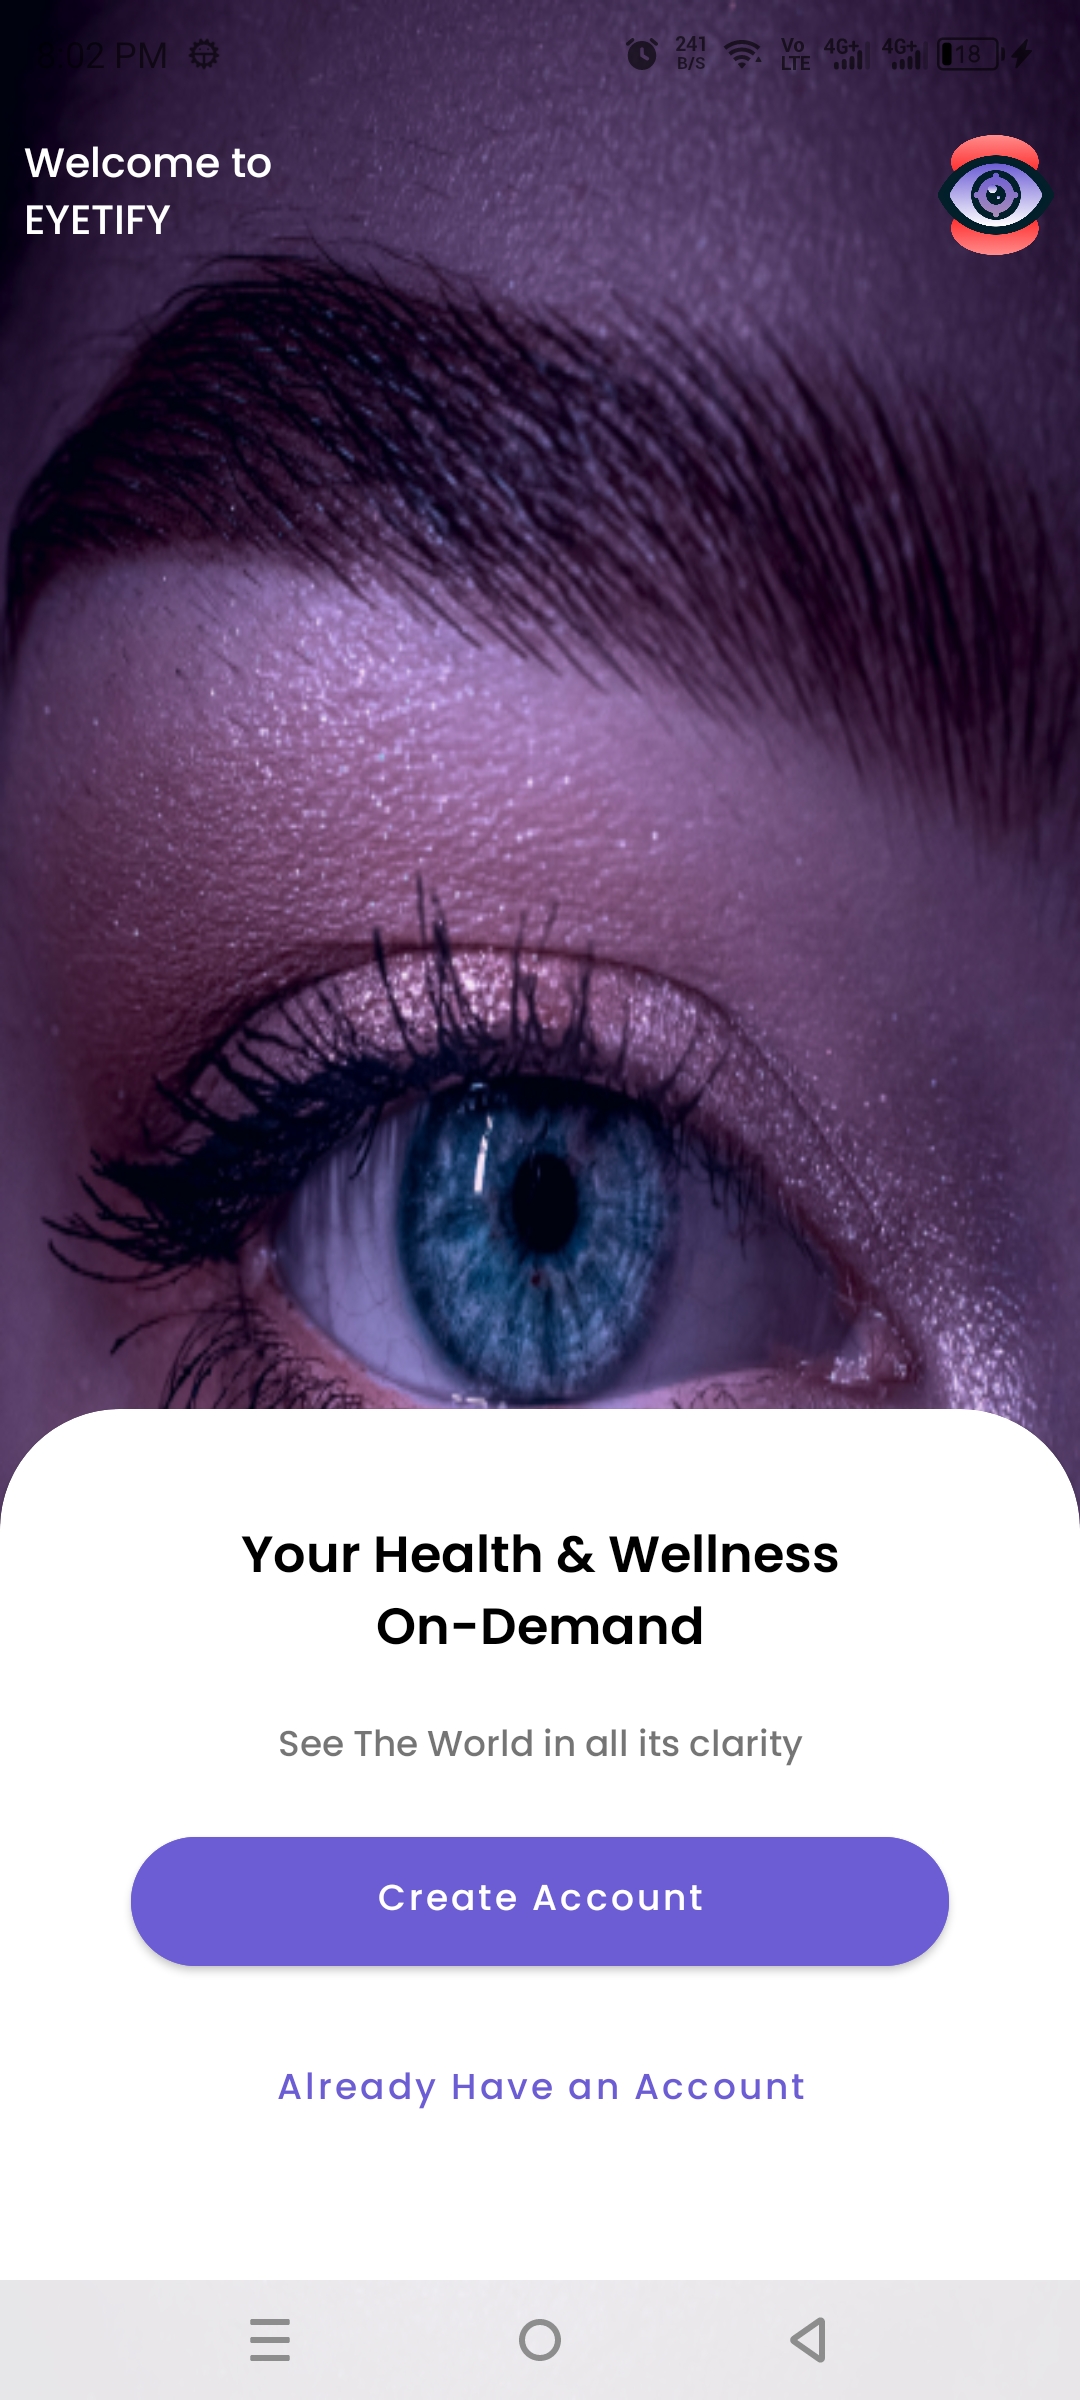 02 PM
241
B/S
Vo
LTE
4G+
4G+
18
Welcome to
EYETIFY
Your Health & Wellness
On-Demand
See The World in all its clarity
Create Account
Already Have an Account